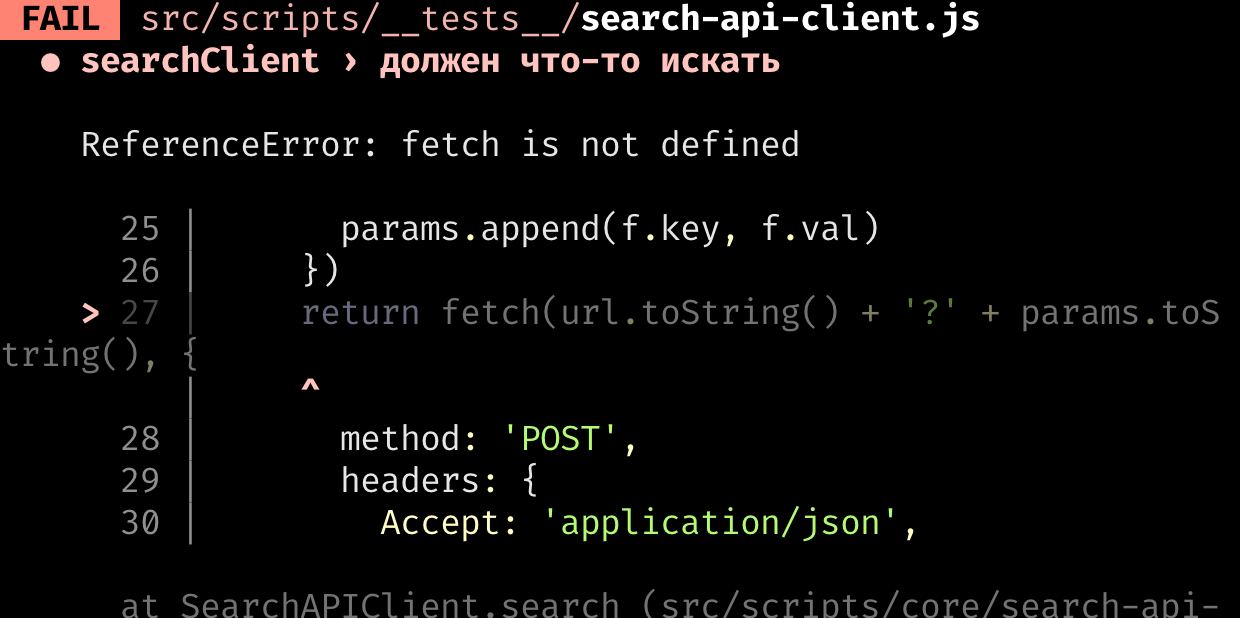 FAIL src/scripts/__tests__/search-api-client.js
● searchClient › должен что-то искать
ReferenceError: fetch is not defined
25 | params.append(f.key, f.val)
26 | })
> 27 | return fetch(url.toString() + '?' + params.toS
tring(), {
| ^
28 | method: 'POST',
29 | headers: {
30 | Accept: 'application/json',
at SearchAPIClient.search (src/scripts/core/search-api-